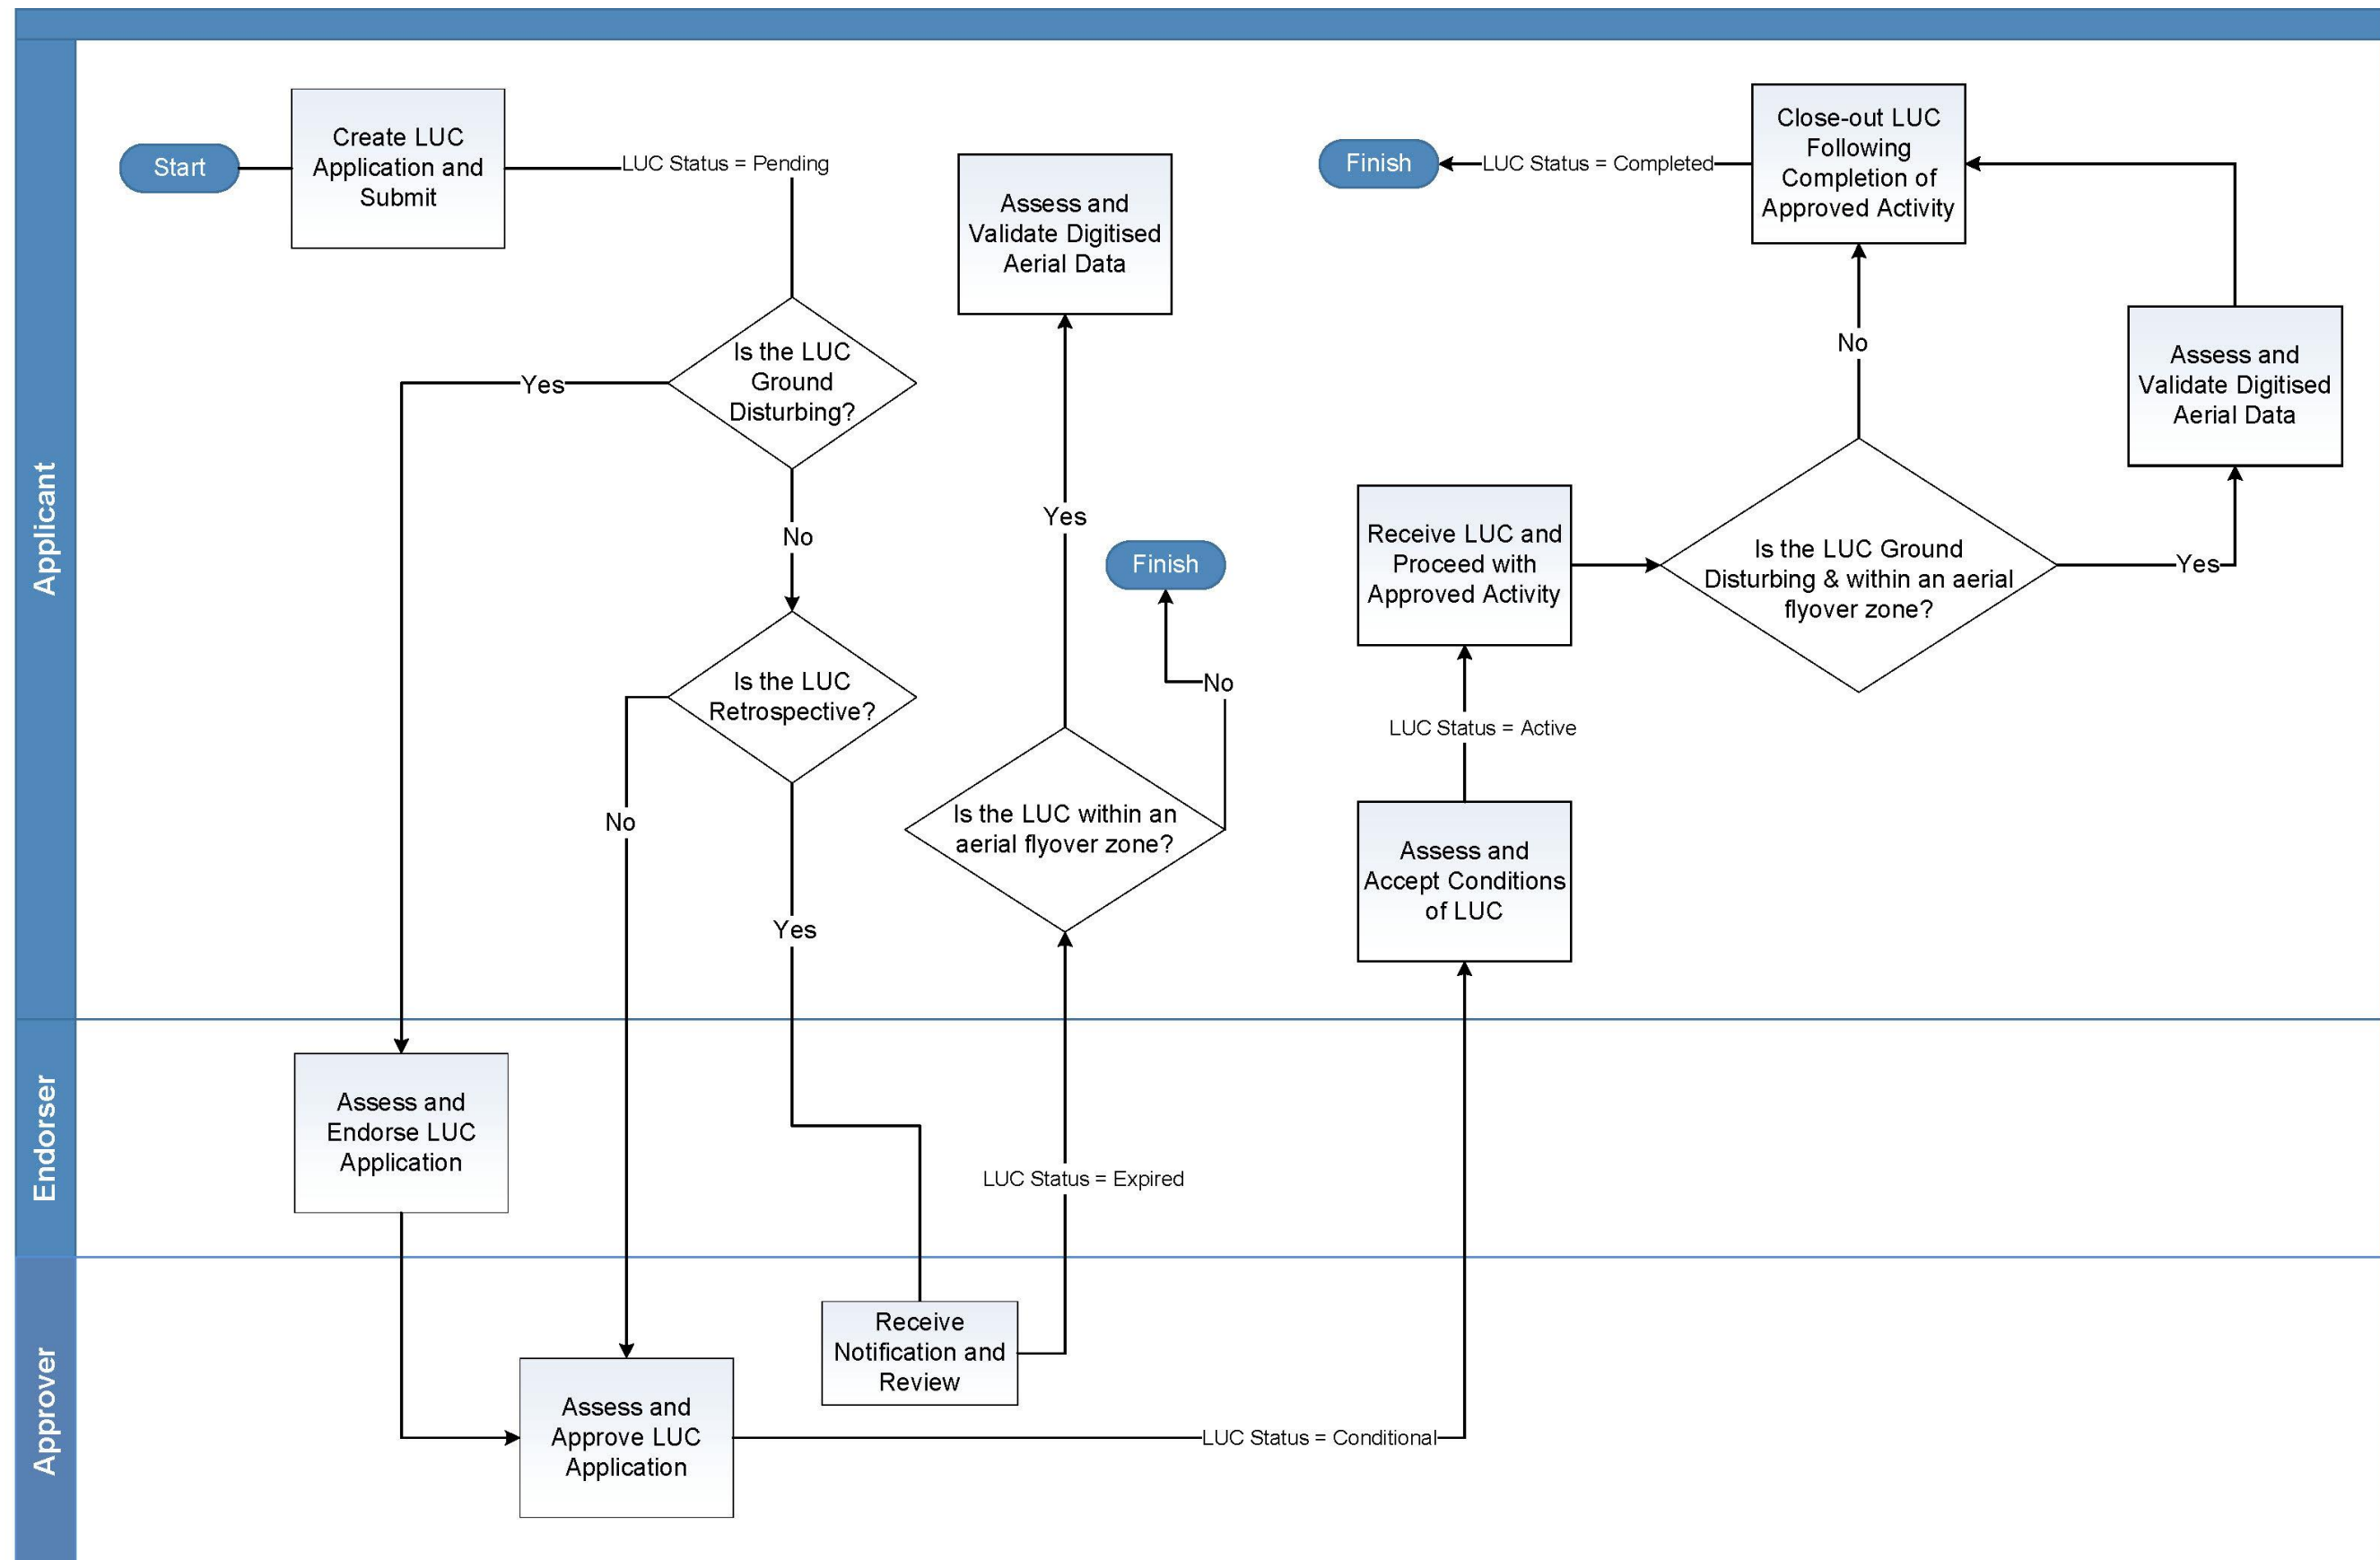 Applicant
Start
Create LUC
Application and
Submit
LUC Status = Pending
Is the LUC
Ground
Disturbing?
Yes
No
Is the LUC
Retrospective?
No
Yes
Assess and
Validate Digitised
Aerial Data
Yes
Finish
No
Is the LUC within an
aerial flyover zone?
Finish
LUC Status = Completed
Close-out LUC
Following
Completion of
Approved Activity
No
Assess and
Validate Digitised
Aerial Data
Receive LUC and
Proceed with
Approved Activity
Is the LUC Ground
Disturbing & within an aerial
flyover zone?
Yes
LUC Status = Active
Assess and
Accept Conditions
of LUC
Endorser
Assess and
Endorse LUC
Application
LUC Status = Expired
Approver
Receive
Notification and
Review
Assess and
Approve LUC
Application
LUC Status = Conditional